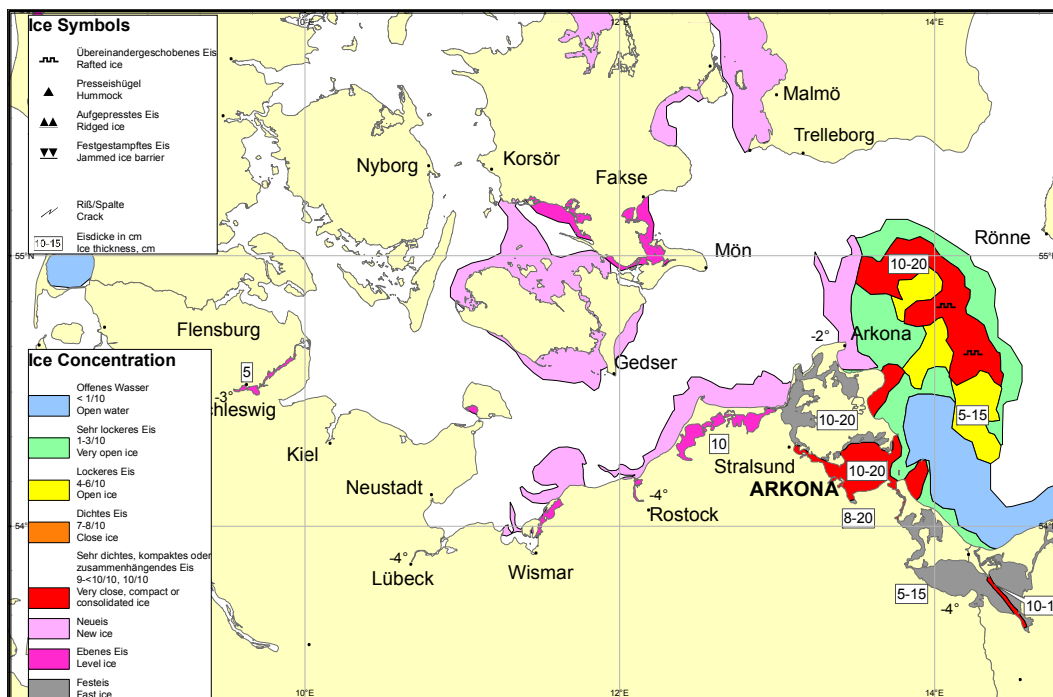 10°E
12°E
14°E
Ice Symbols
Übereinandergeschobenes Eis
Rafted ice
Presseishügel
Hummock
Aufgepresstes Eis
Ridged ice
Festgestampftes Eis
Jammed ice barrier
Riß/Spalte
Crack
10-15
Eisdicke in cm
Ice thickness, cm
Malmö
Trelleborg
Nyborg
Korsör
Fakse
Rönne
55°N
55°
Mön
10-20
Flensburg
-2°
Arkona
Gedser
Ice Concentration
Offenes Wasser
< 1/10
Open water
Sehr lockeres Eis
1-3/10
Very open ice
Lockeres Eis
4-6/10
Open ice
Dichtes Eis
7-8/10
Close ice
Sehr dichtes, kompaktes oder
zusammenhängendes Eis
9-<10/10, 10/10
Very close, compact or
consolidated ice
Neueis
New ice
Ebenes Eis
Level ice
Festeis
Fast ice
5
-3°
chleswig
10-20
5-15
Kiel
10
Stralsund
10-20
ARKONA
Neustadt
-4°
Rostock
8-20
54°N
-4°
Lübeck
Wismar
5-15
-4°
10-1
10°E
12°E
14°E